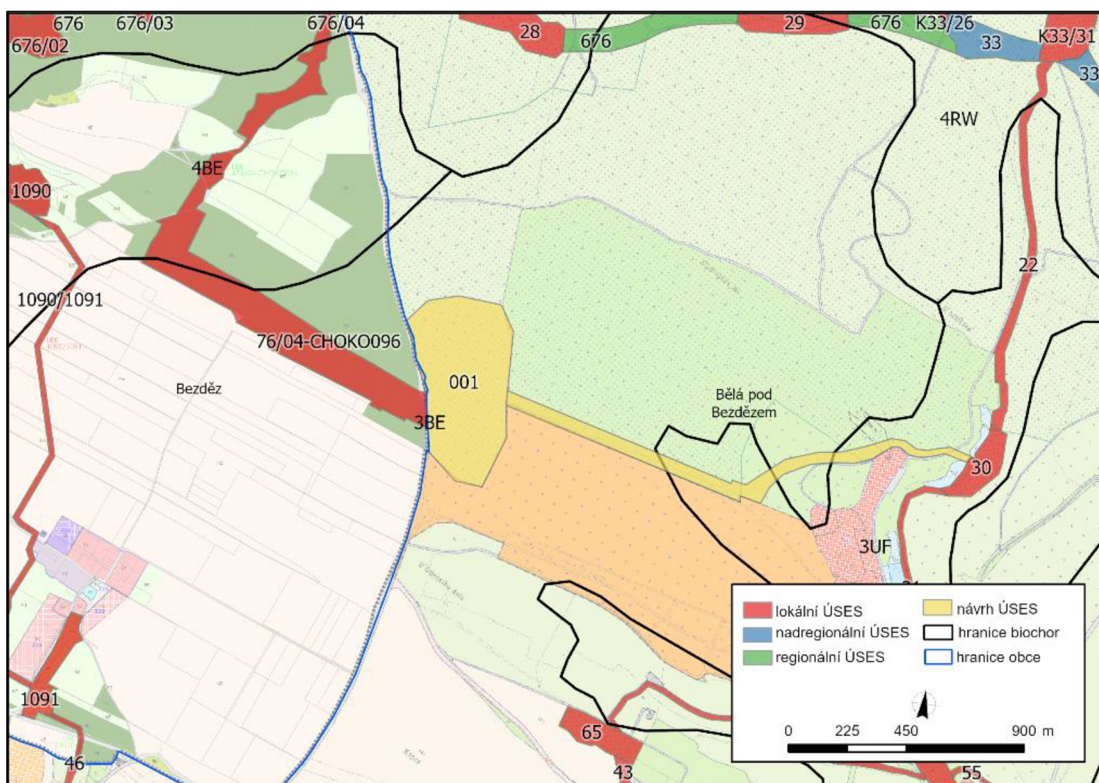 676
676/03
676/04
676/02
28
676
29
676
K33/26
33
K33/31
33
4RW
4BE
1090
22
1090/1091
76/04-CHOKO096
001
Bezděz
Bělá pod
Bezdězem
3BE
30
3UF
1091
46
65
43
55
lokální ÚSES
nadregionální ÚSES
regionální ÚSES
návrh ÚSES
hranice biochor
hranice obce
0
225
450
900 m